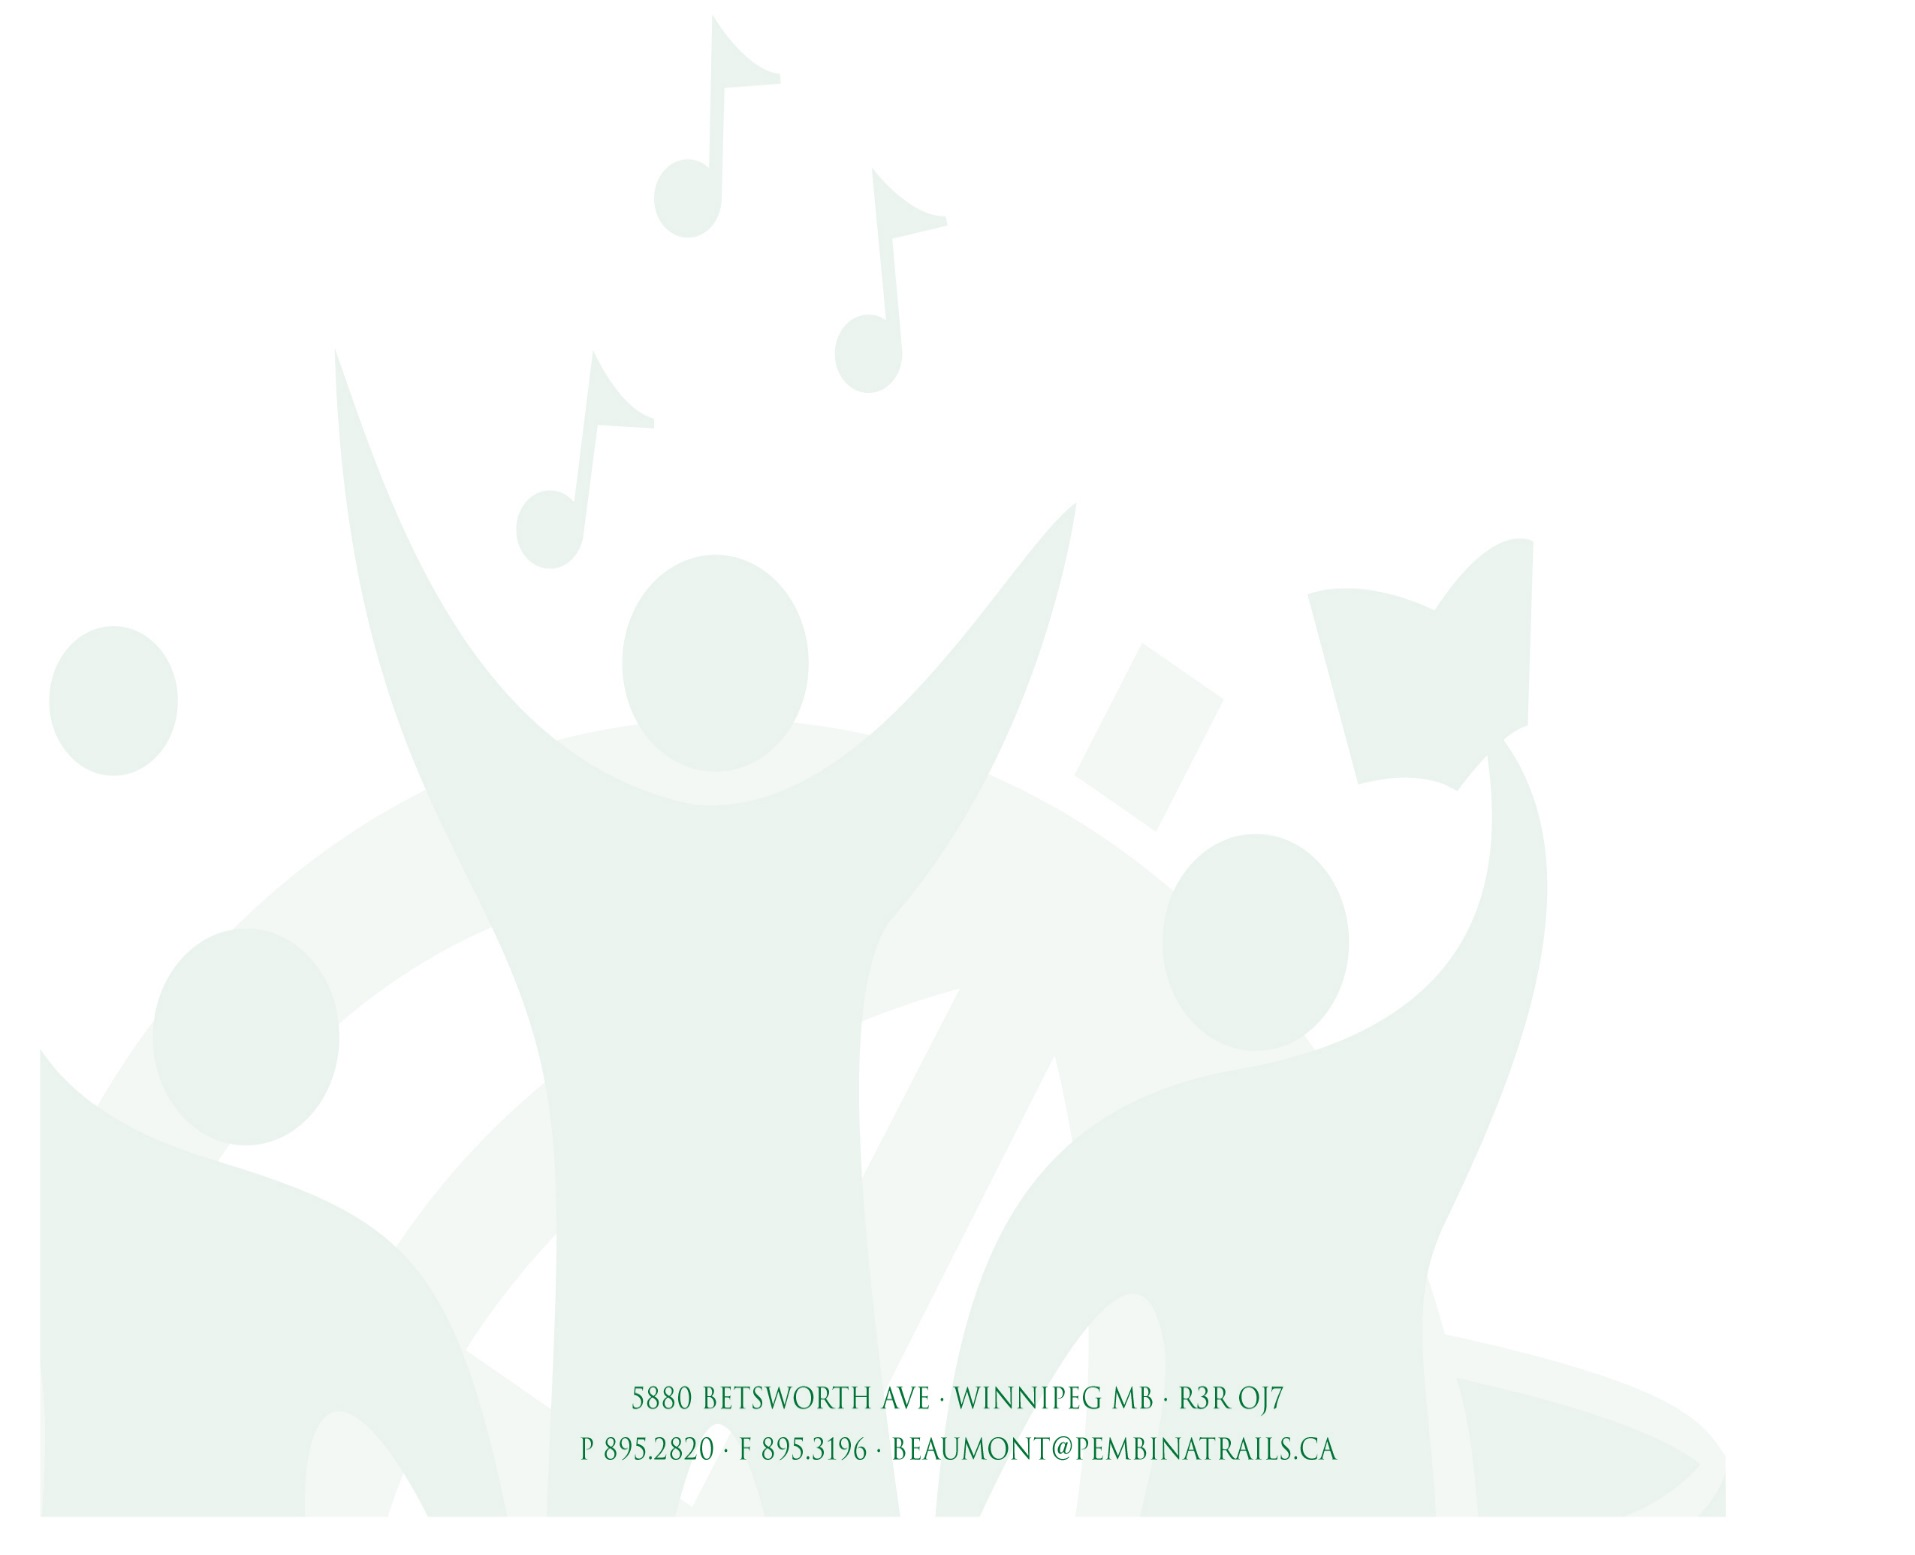 5880 BETSWORTH AVE · WINNIPEG MB · R3R OJ7
P 895.2820 · F 895.3196 · BEAUMONT@PEMBINATRAILS.CA